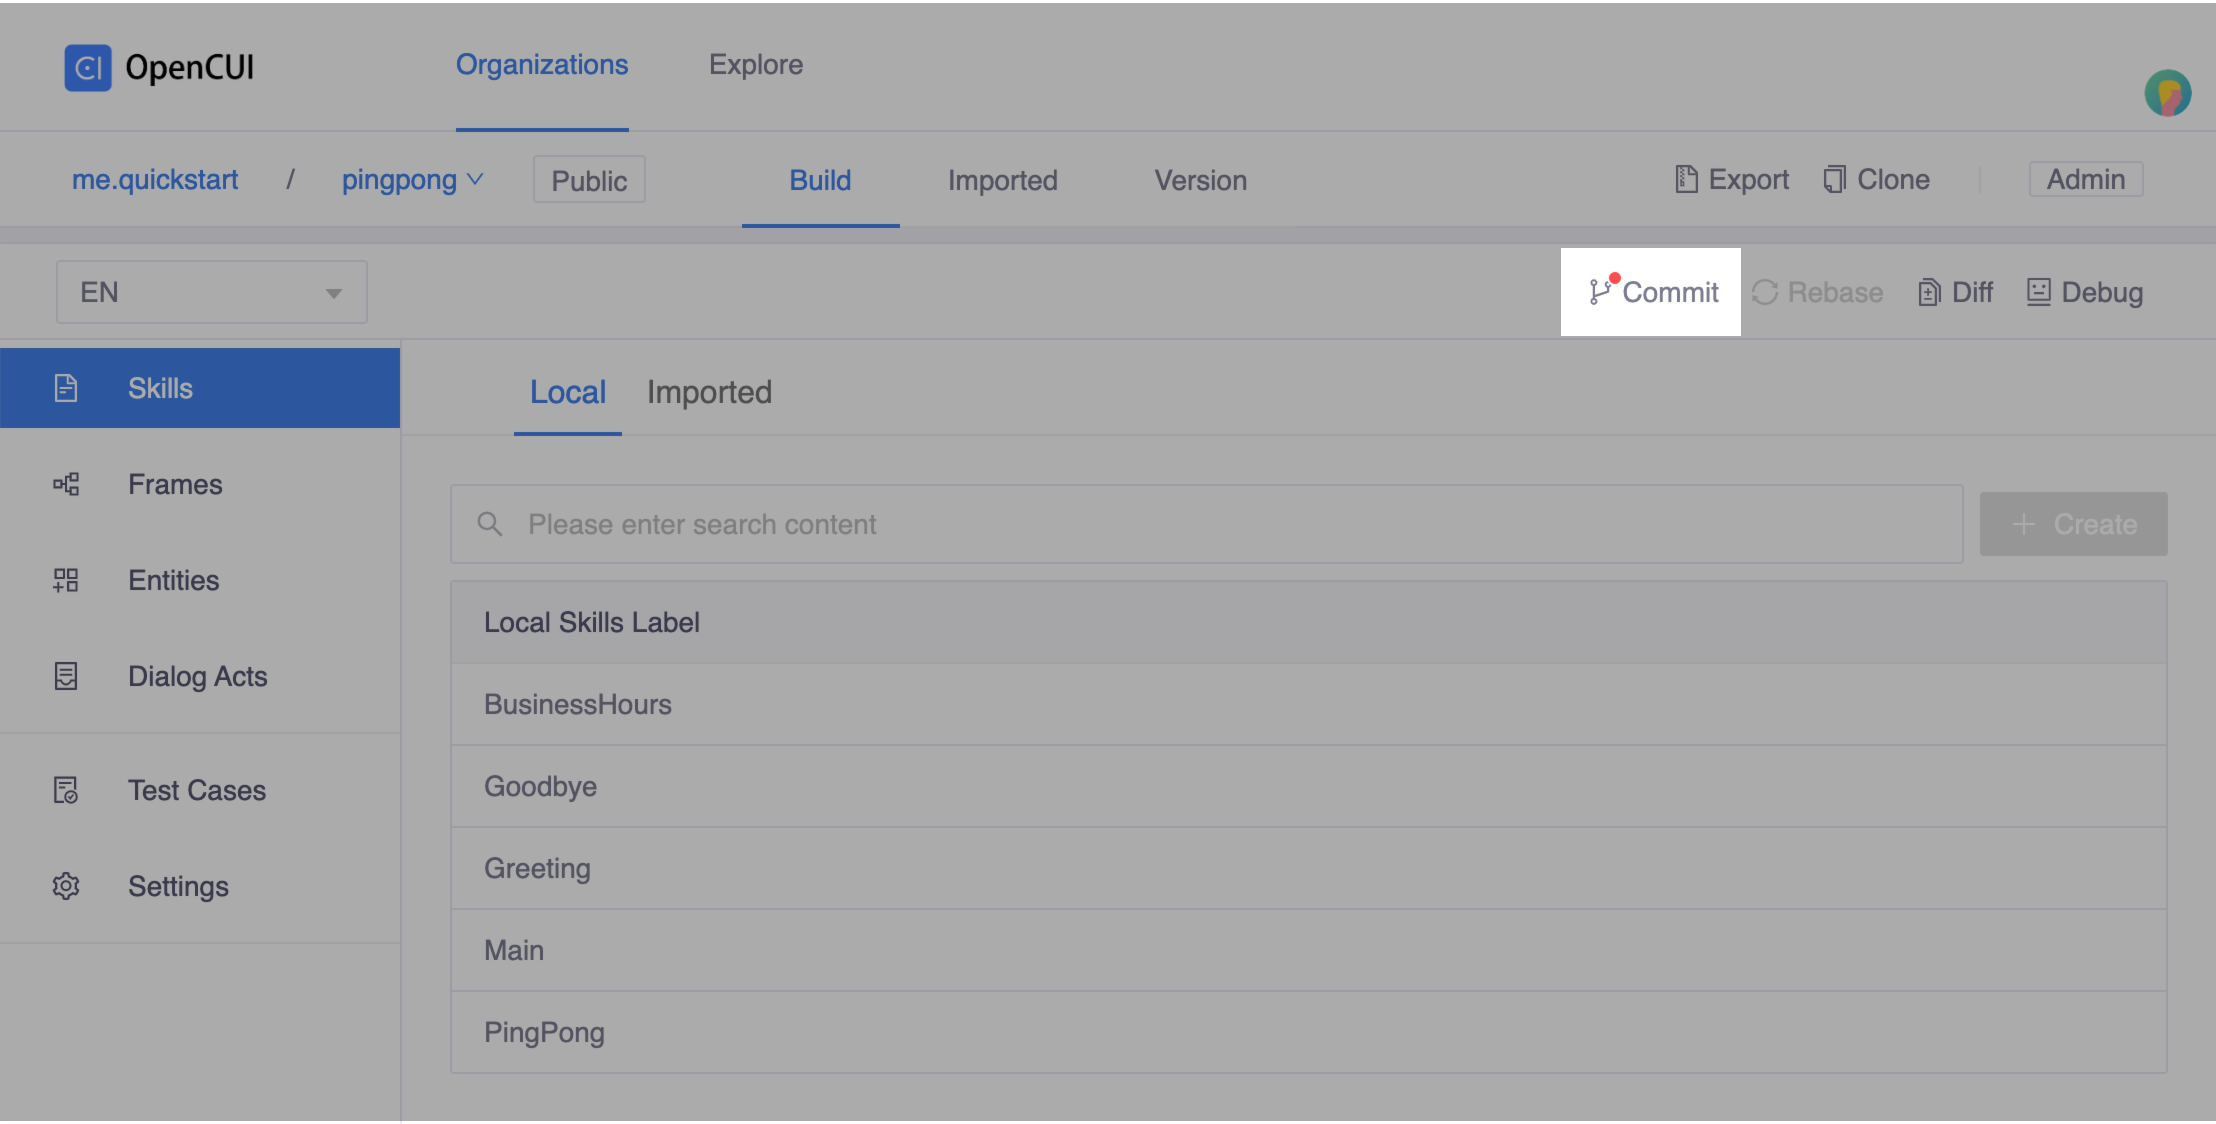 CI OpenCUI Organizations Explore
me.quickstart / pingpong Public Build Imported Version Export Clone Admin
EN Commit Rebase Diff Debug
Skills
Frames
Entities
Dialog Acts
Test Cases
Settings
Local Imported
Please enter search content + Create
Local Skills Label
BusinessHours
Goodbye
Greeting
Main
PingPong